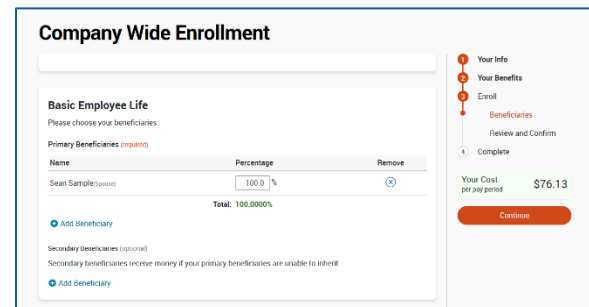 Company Wide Enrollment
Basic Employee Life
Please choose your beneficiaries
Primary Beneficiaries (required)
Name Percentage Remove
Sean Sample(Spouse) 100.0 %
Total: 100.0000%
Add Beneficiary
Secondary Beneficiaries (optional)
Secondary beneficiaries receive money if your primary beneficiaries are unable to inherit
Add Beneficiary
1 Your Info
2 Your Benefits
3 Enroll
Beneficiaries
Review and Confirm
4 Complete
Your Cost
per pay period
$76.13
Continue